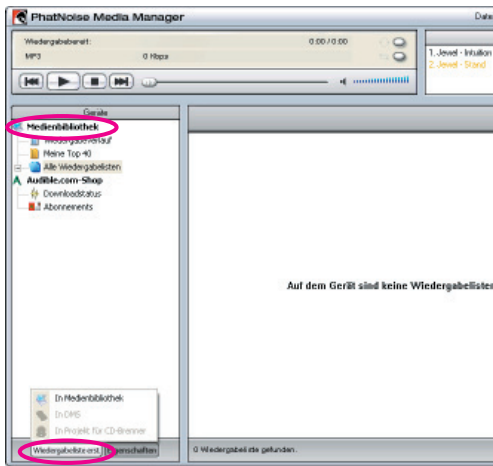 PhatNoise Media Manager
Date
Wiedergabebereit:
0:00 / 0:00
MP3
0 Kbps
1. Jewel - Intuition
2. Jewel - Stand
Geräte
Medienbibliothek
Wiedergabeverlauf
Meine Top 40
Alle Wiedergabelisten
Audible.com-Shop
Downloadstatus
Abonnements
Auf dem Gerät sind keine Wiedergabelisten
In Medienbibliothek
In DMS
In Projekt für CD-Brenner
Wiedergabeliste erst.
0 Wiedergabeliste gefunden.